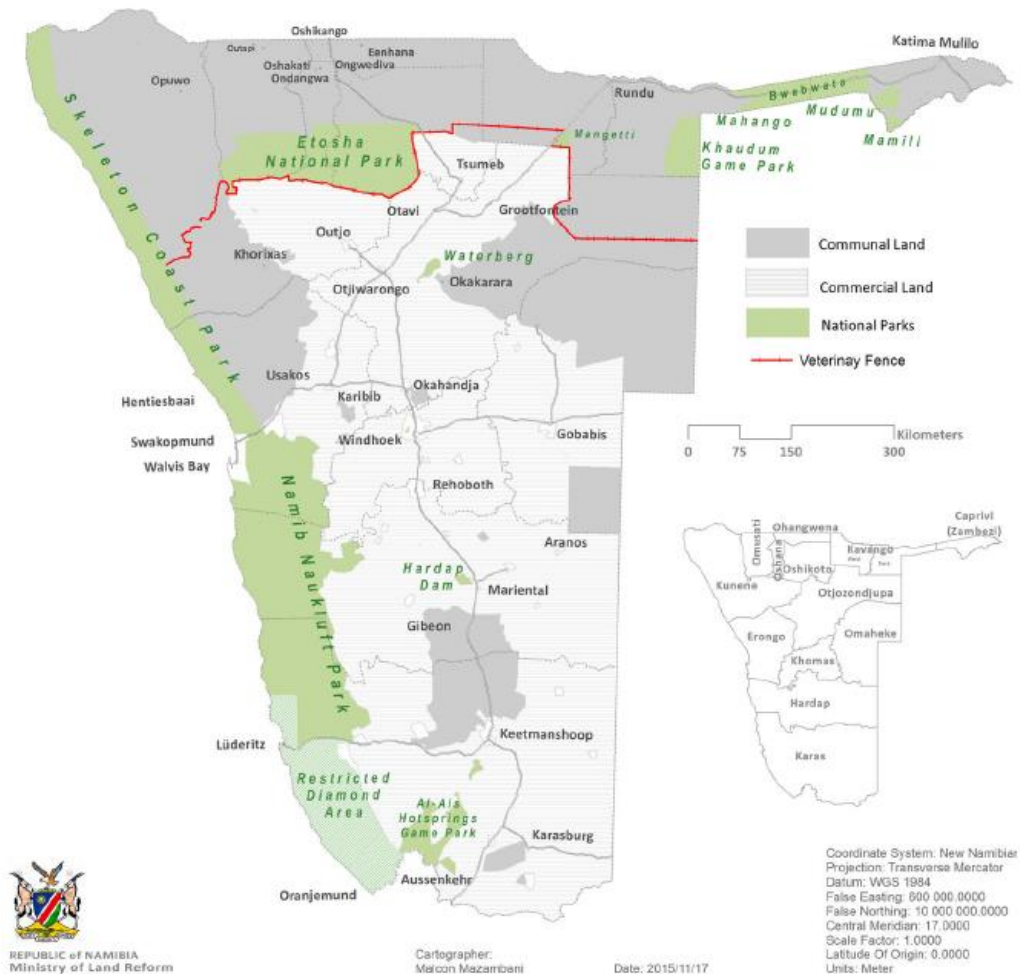 Oshikango
Outapi
Eenhana
Oshakati
Ongwediva
Ondangwa
Opuwo
Katima Mulilo
Rundu
Bwabwata
Mudumu
Mahango
Mamili
Mangetti
Khaudum
Game Park
Etosha
National Park
Skeleton Coast Park
Tsumeb
Otavi
Grootfontein
Outjo
Khorixas
Waterberg
Otjiwarongo
Okakarara
Usakos
Karibib
Okahandja
Hentiesbaai
Swakopmund
Walvis Bay
Windhoek
Gobabis
Rehoboth
Namib Naukluft Park
Aranos
Hardap
Dam
Mariental
Gibeon
Lüderitz
Keetmanshoop
Restricted
Diamond
Area
Ai-Ais
Hotsprings
Game Park
Karasburg
Oranjemund
Aussenkehr
Communal Land
Commercial Land
National Parks
Veterinay Fence
Kilometers
0 75 150 300
Caprivi
(Zambezi)
Ohangwena
Omusati
Oshana
Oshikoto
Kavango
Kunene
Otjozondjupa
Erongo
Omaheke
Khomas
Hardap
Karas
REPUBLIC of NAMIBIA
Ministry of Land Reform
Cartographer:
Malcon Mazambani
Date: 2015/11/17
Coordinate System: New Namibian
Projection: Transverse Mercator
Datum: WGS 1984
False Easting: 600 000.0000
False Northing: 10 000 000.0000
Central Meridian: 17.0000
Scale Factor: 1.0000
Latitude Of Origin: 0.0000
Units: Meter